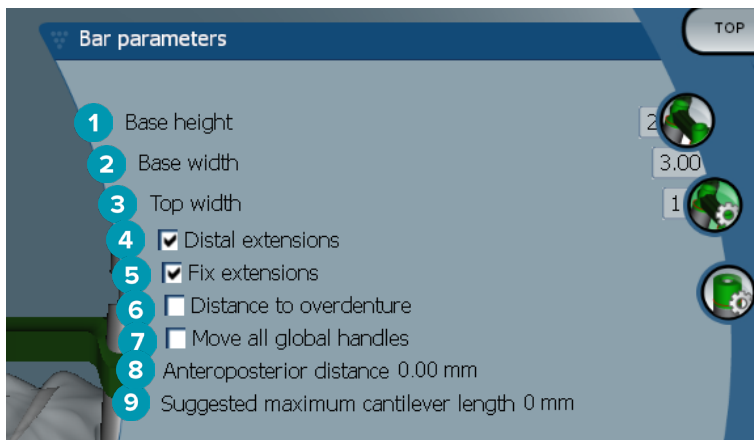 TOP
Bar parameters
1 Base height 2
2 Base width 3.00
3 Top width 1
4 Distal extensions
5 Fix extensions
6 Distance to overdenture
7 Move all global handles
8 Anteroposterior distance 0.00 mm
9 Suggested maximum cantilever length 0 mm